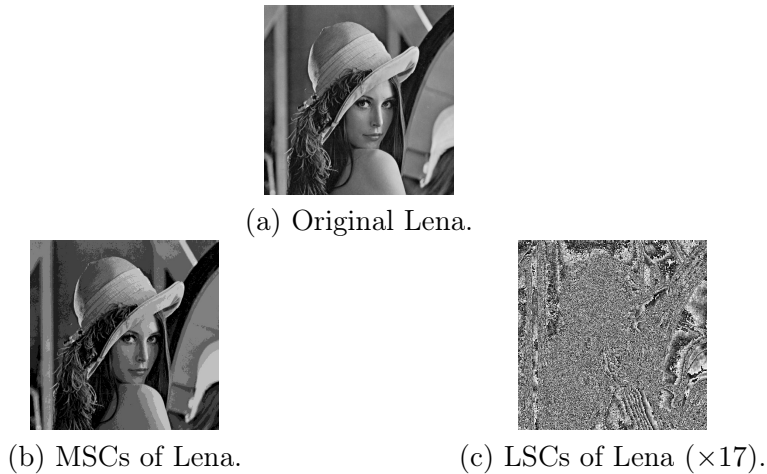 (a) Original Lena.
(b) MSCs of Lena.
(c) LSCs of Lena (×17).